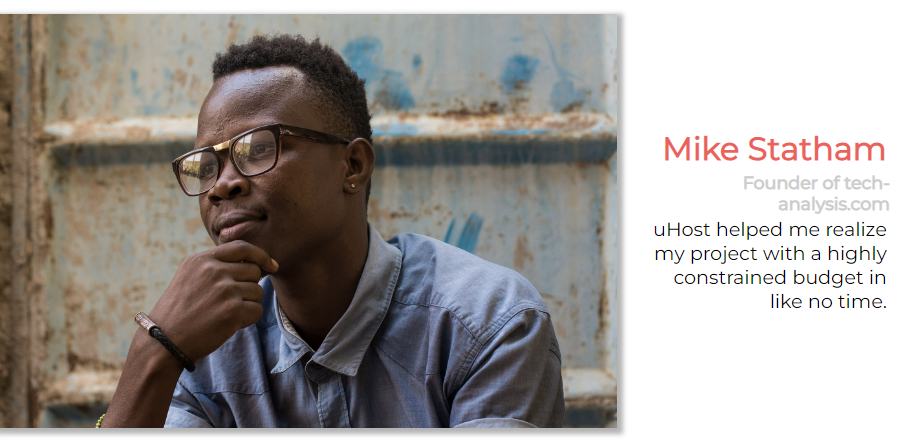 Mike Statham
Founder of tech-
analysis.com
uHost helped me realize
my project with a highly
constrained budget in
like no time.